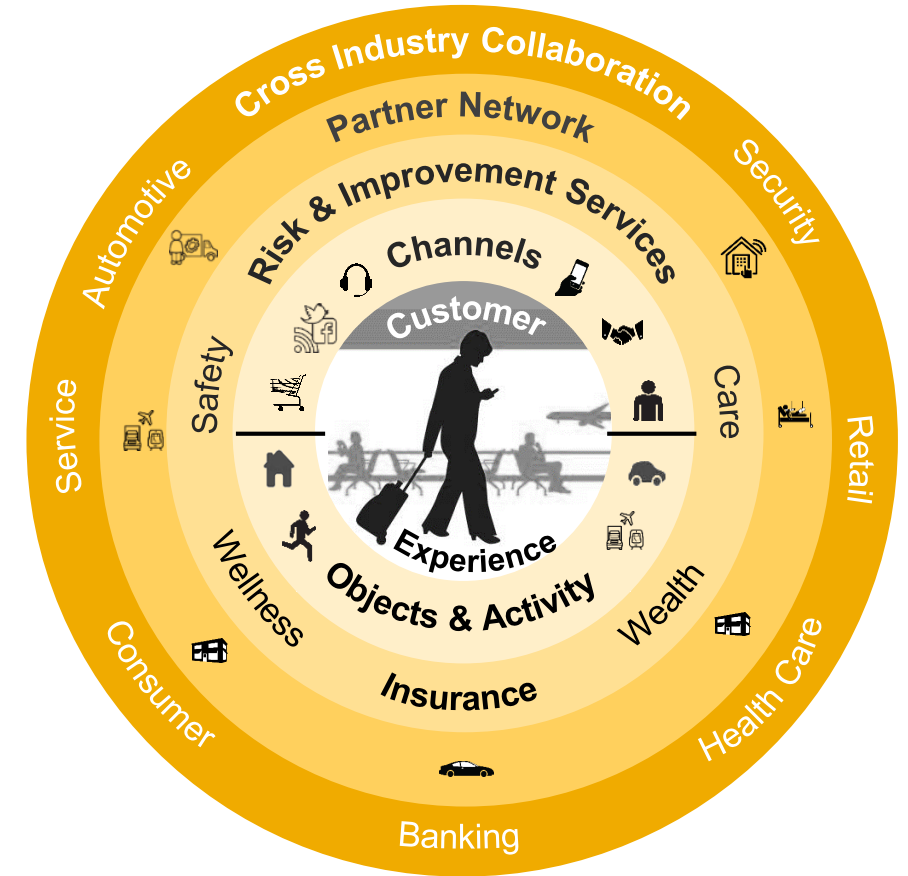 Cross Industry Collaboration
Partner Network
Risk & Improvement Services
Channels
Customer
Experience
Objects & Activity
Insurance
Safety
Care
Wellness
Wealth
Automotive
Security
Service
Retail
Consumer
Health Care
Banking